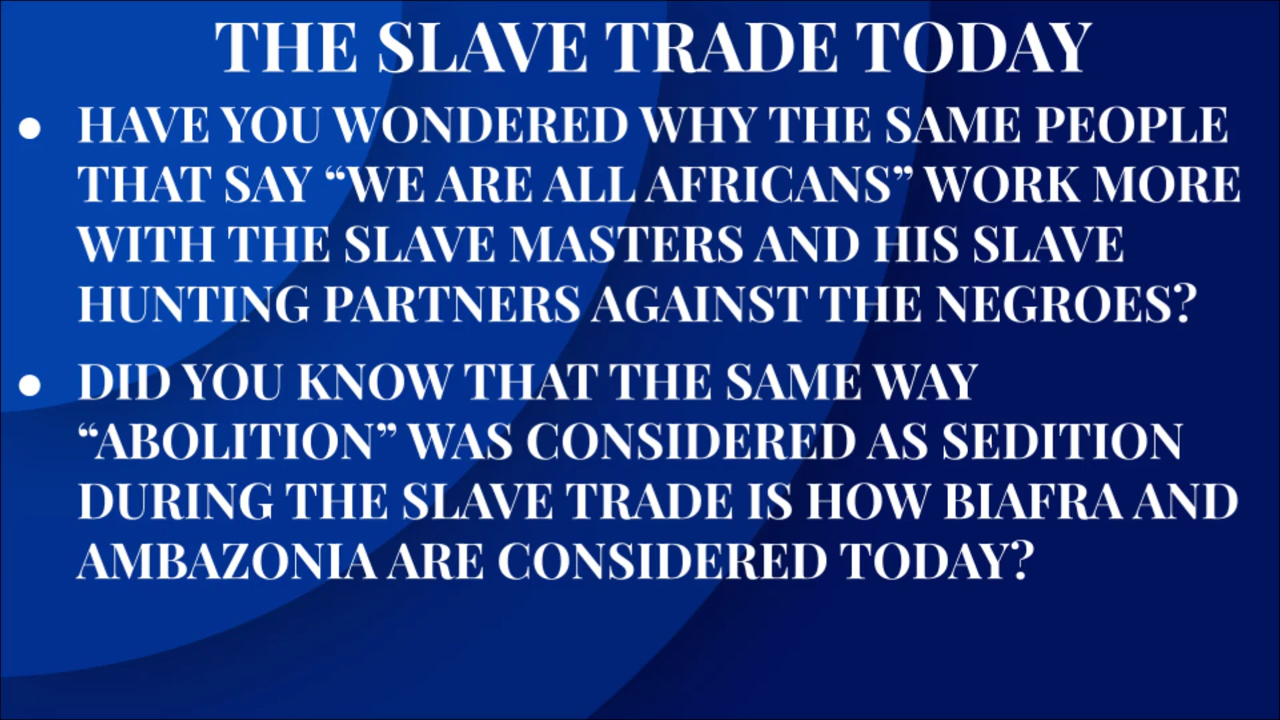 THE SLAVE TRADE TODAY
● HAVE YOU WONDERED WHY THE SAME PEOPLE
THAT SAY “WE ARE ALL AFRICANS” WORK MORE
WITH THE SLAVE MASTERS AND HIS SLAVE
HUNTING PARTNERS AGAINST THE NEGROES?
● DID YOU KNOW THAT THE SAME WAY
“ABOLITION” WAS CONSIDERED AS SEDITION
DURING THE SLAVE TRADE IS HOW BIAFRA AND
AMBAZONIA ARE CONSIDERED TODAY?